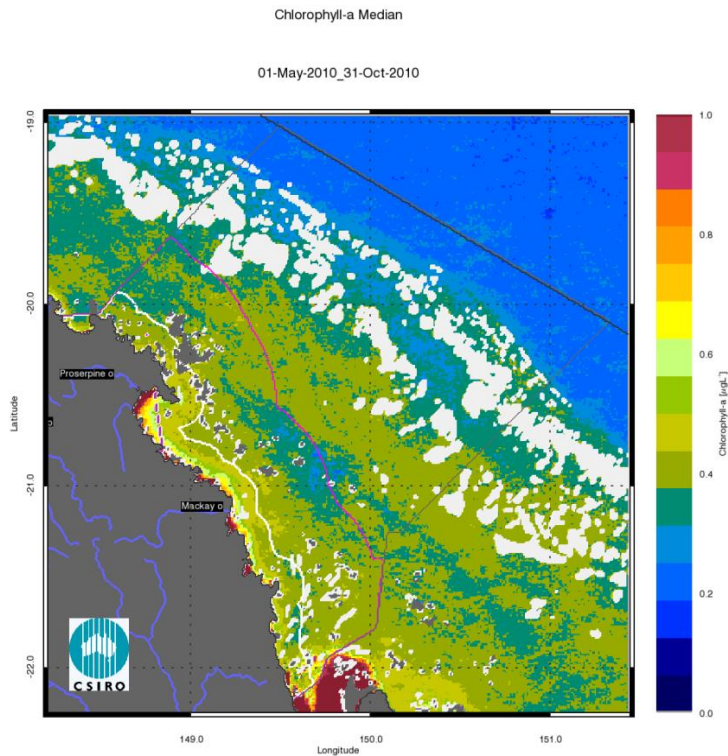 Chlorophyll-a Median
01-May-2010_31-Oct-2010
-19.0
-20.0
-21.0
-22.0
Latitude
Proserpine o
o
Mackay o
CSIRO
149.0
150.0
151.0
Longitude
1.0
0.8
0.6
0.4
0.2
0.0
Chlorophyll-a [µgL⁻]